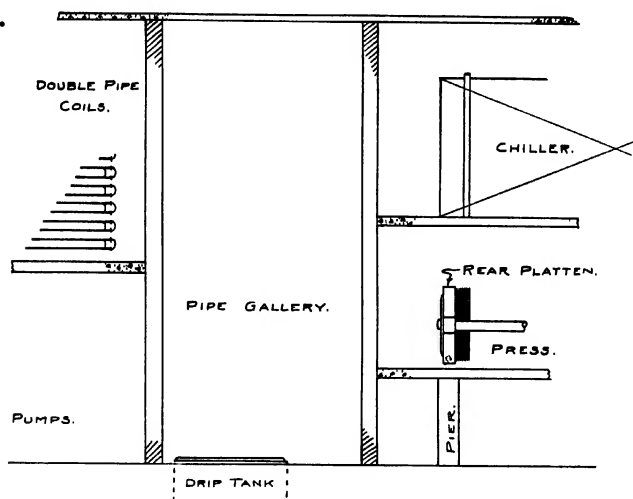 DOUBLE PIPE
COILS.
CHILLER.
REAR PLATTEN.
PIPE GALLERY.
PRESS.
PUMPS.
PIER.
DRIP TANK